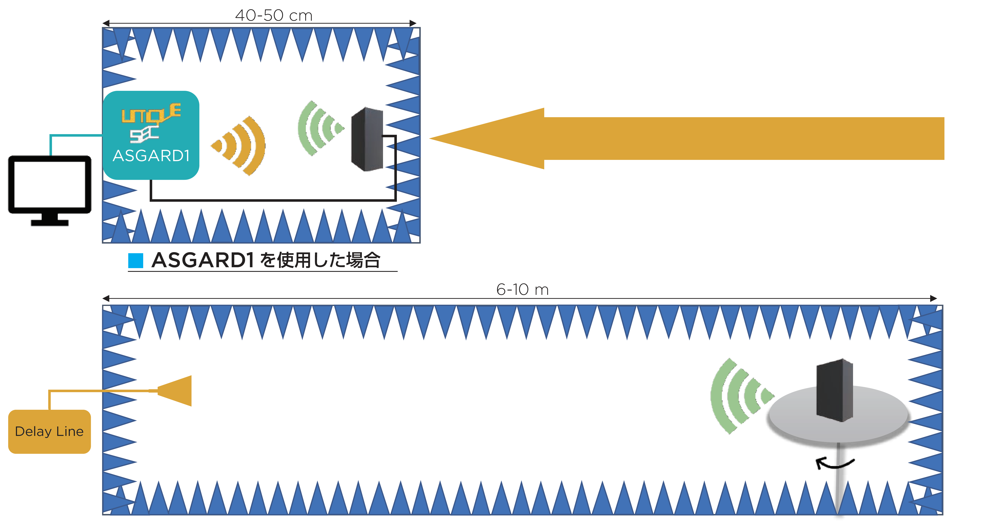 40-50 cm
UNIQUE
SEC
ASGARD1
ASGARD1 を使用した場合
6-10 m
Delay Line